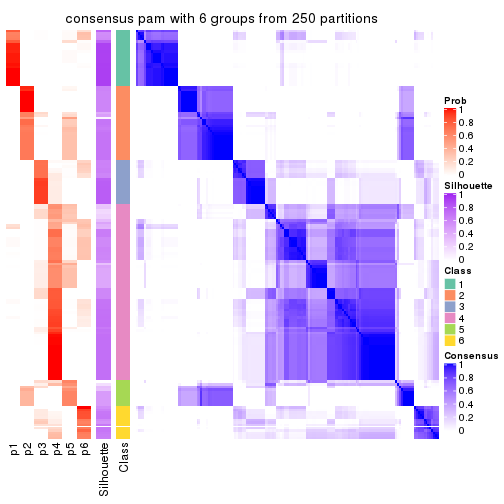 consensus pam with 6 groups from 250 partitions
Prob
1
0.8
0.6
0.4
0.2
0
Silhouette
1
0.8
0.6
0.4
0.2
0
Class
1
2
3
4
5
6
Consensus
1
0.8
0.6
0.4
0.2
0
p1
p2
p3
p4
p5
p6
Silhouette
Class